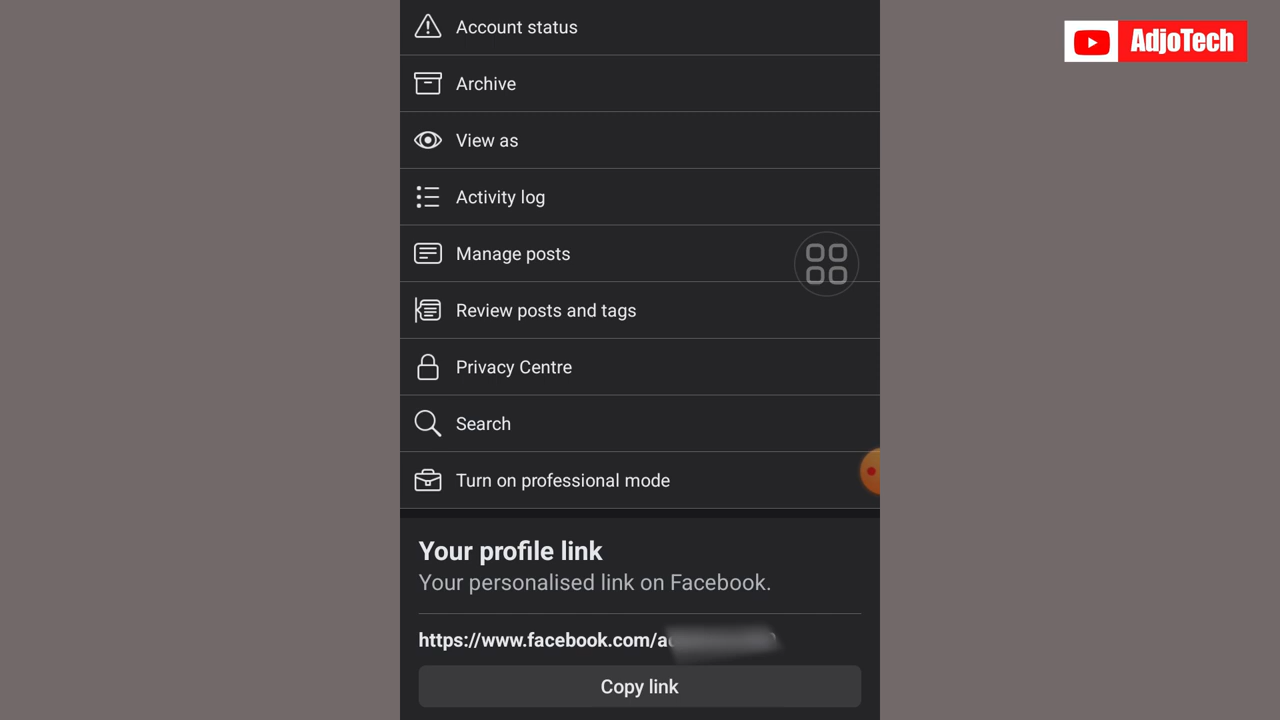 Account status
AdjoTech
Archive
View as
Activity log
Manage posts
Review posts and tags
Privacy Centre
Search
Turn on professional mode
Your profile link
Your personalised link on Facebook.
https://www.facebook.com/a
Copy link